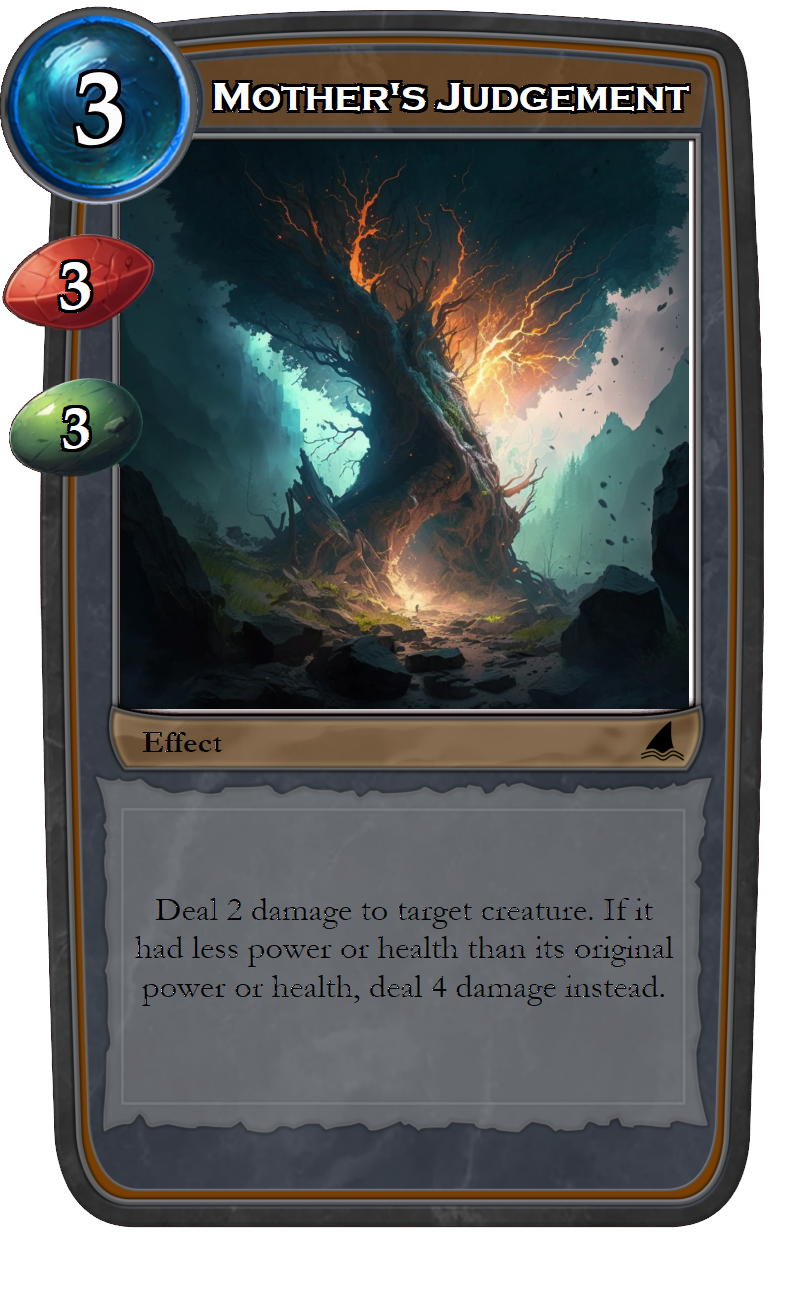 3
Mother's Judgement
3
3
Effect
Deal 2 damage to target creature. If it
had less power or health than its original
power or health, deal 4 damage instead.